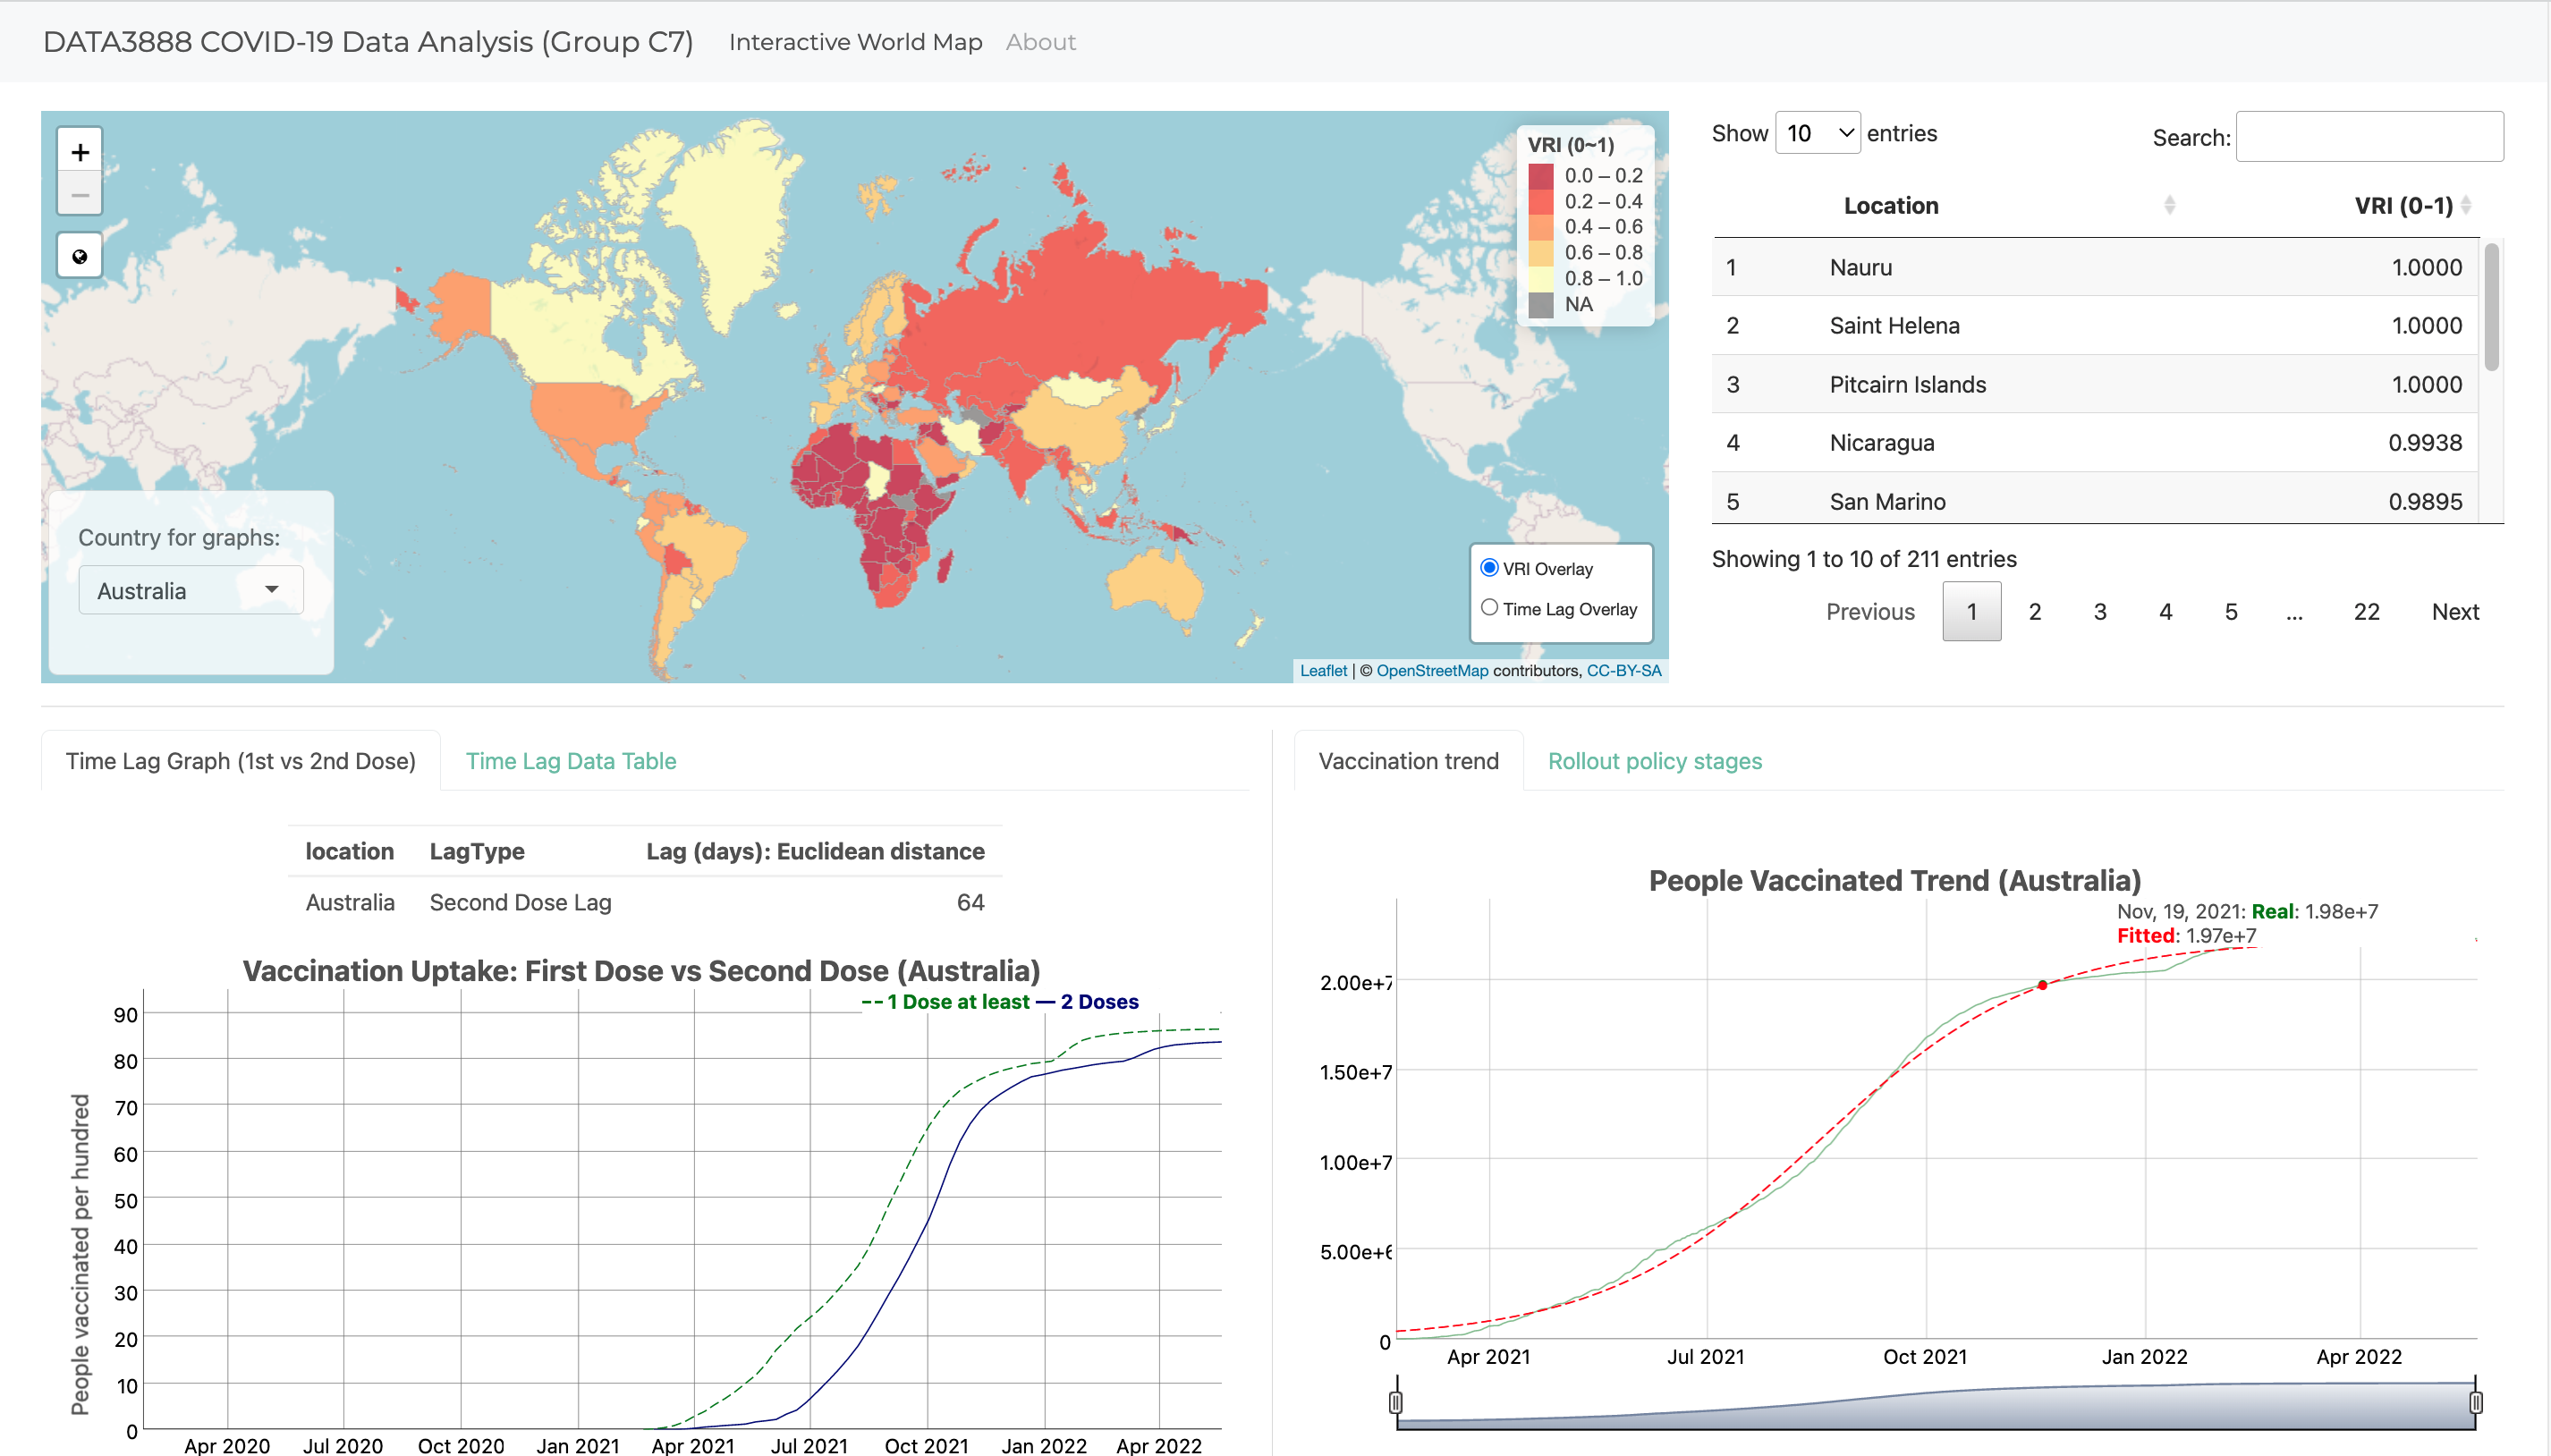 DATA3888 COVID-19 Data Analysis (Group C7) Interactive World Map About
+
−
VRI (0~1)
0.0 – 0.2
0.2 – 0.4
0.4 – 0.6
0.6 – 0.8
0.8 – 1.0
NA
Country for graphs:
Australia
VRI Overlay
Time Lag Overlay
Leaflet | © OpenStreetMap contributors, CC-BY-SA
Show 10 entries Search:
Location VRI (0-1)
1 Nauru 1.0000
2 Saint Helena 1.0000
3 Pitcairn Islands 1.0000
4 Nicaragua 0.9938
5 San Marino 0.9895
Showing 1 to 10 of 211 entries
Previous 1 2 3 4 5 ... 22 Next
Time Lag Graph (1st vs 2nd Dose) Time Lag Data Table
location LagType Lag (days): Euclidean distance
Australia Second Dose Lag 64
Vaccination Uptake: First Dose vs Second Dose (Australia)
--1 Dose at least — 2 Doses
People vaccinated per hundred
90
80
70
60
50
40
30
20
10
0
Apr 2020 Jul 2020 Oct 2020 Jan 2021 Apr 2021 Jul 2021 Oct 2021 Jan 2022 Apr 2022
Vaccination trend Rollout policy stages
People Vaccinated Trend (Australia)
Nov, 19, 2021: Real: 1.98e+7
Fitted: 1.97e+7
2.00e+7
1.50e+7
1.00e+7
5.00e+6
0
Apr 2021 Jul 2021 Oct 2021 Jan 2022 Apr 2022